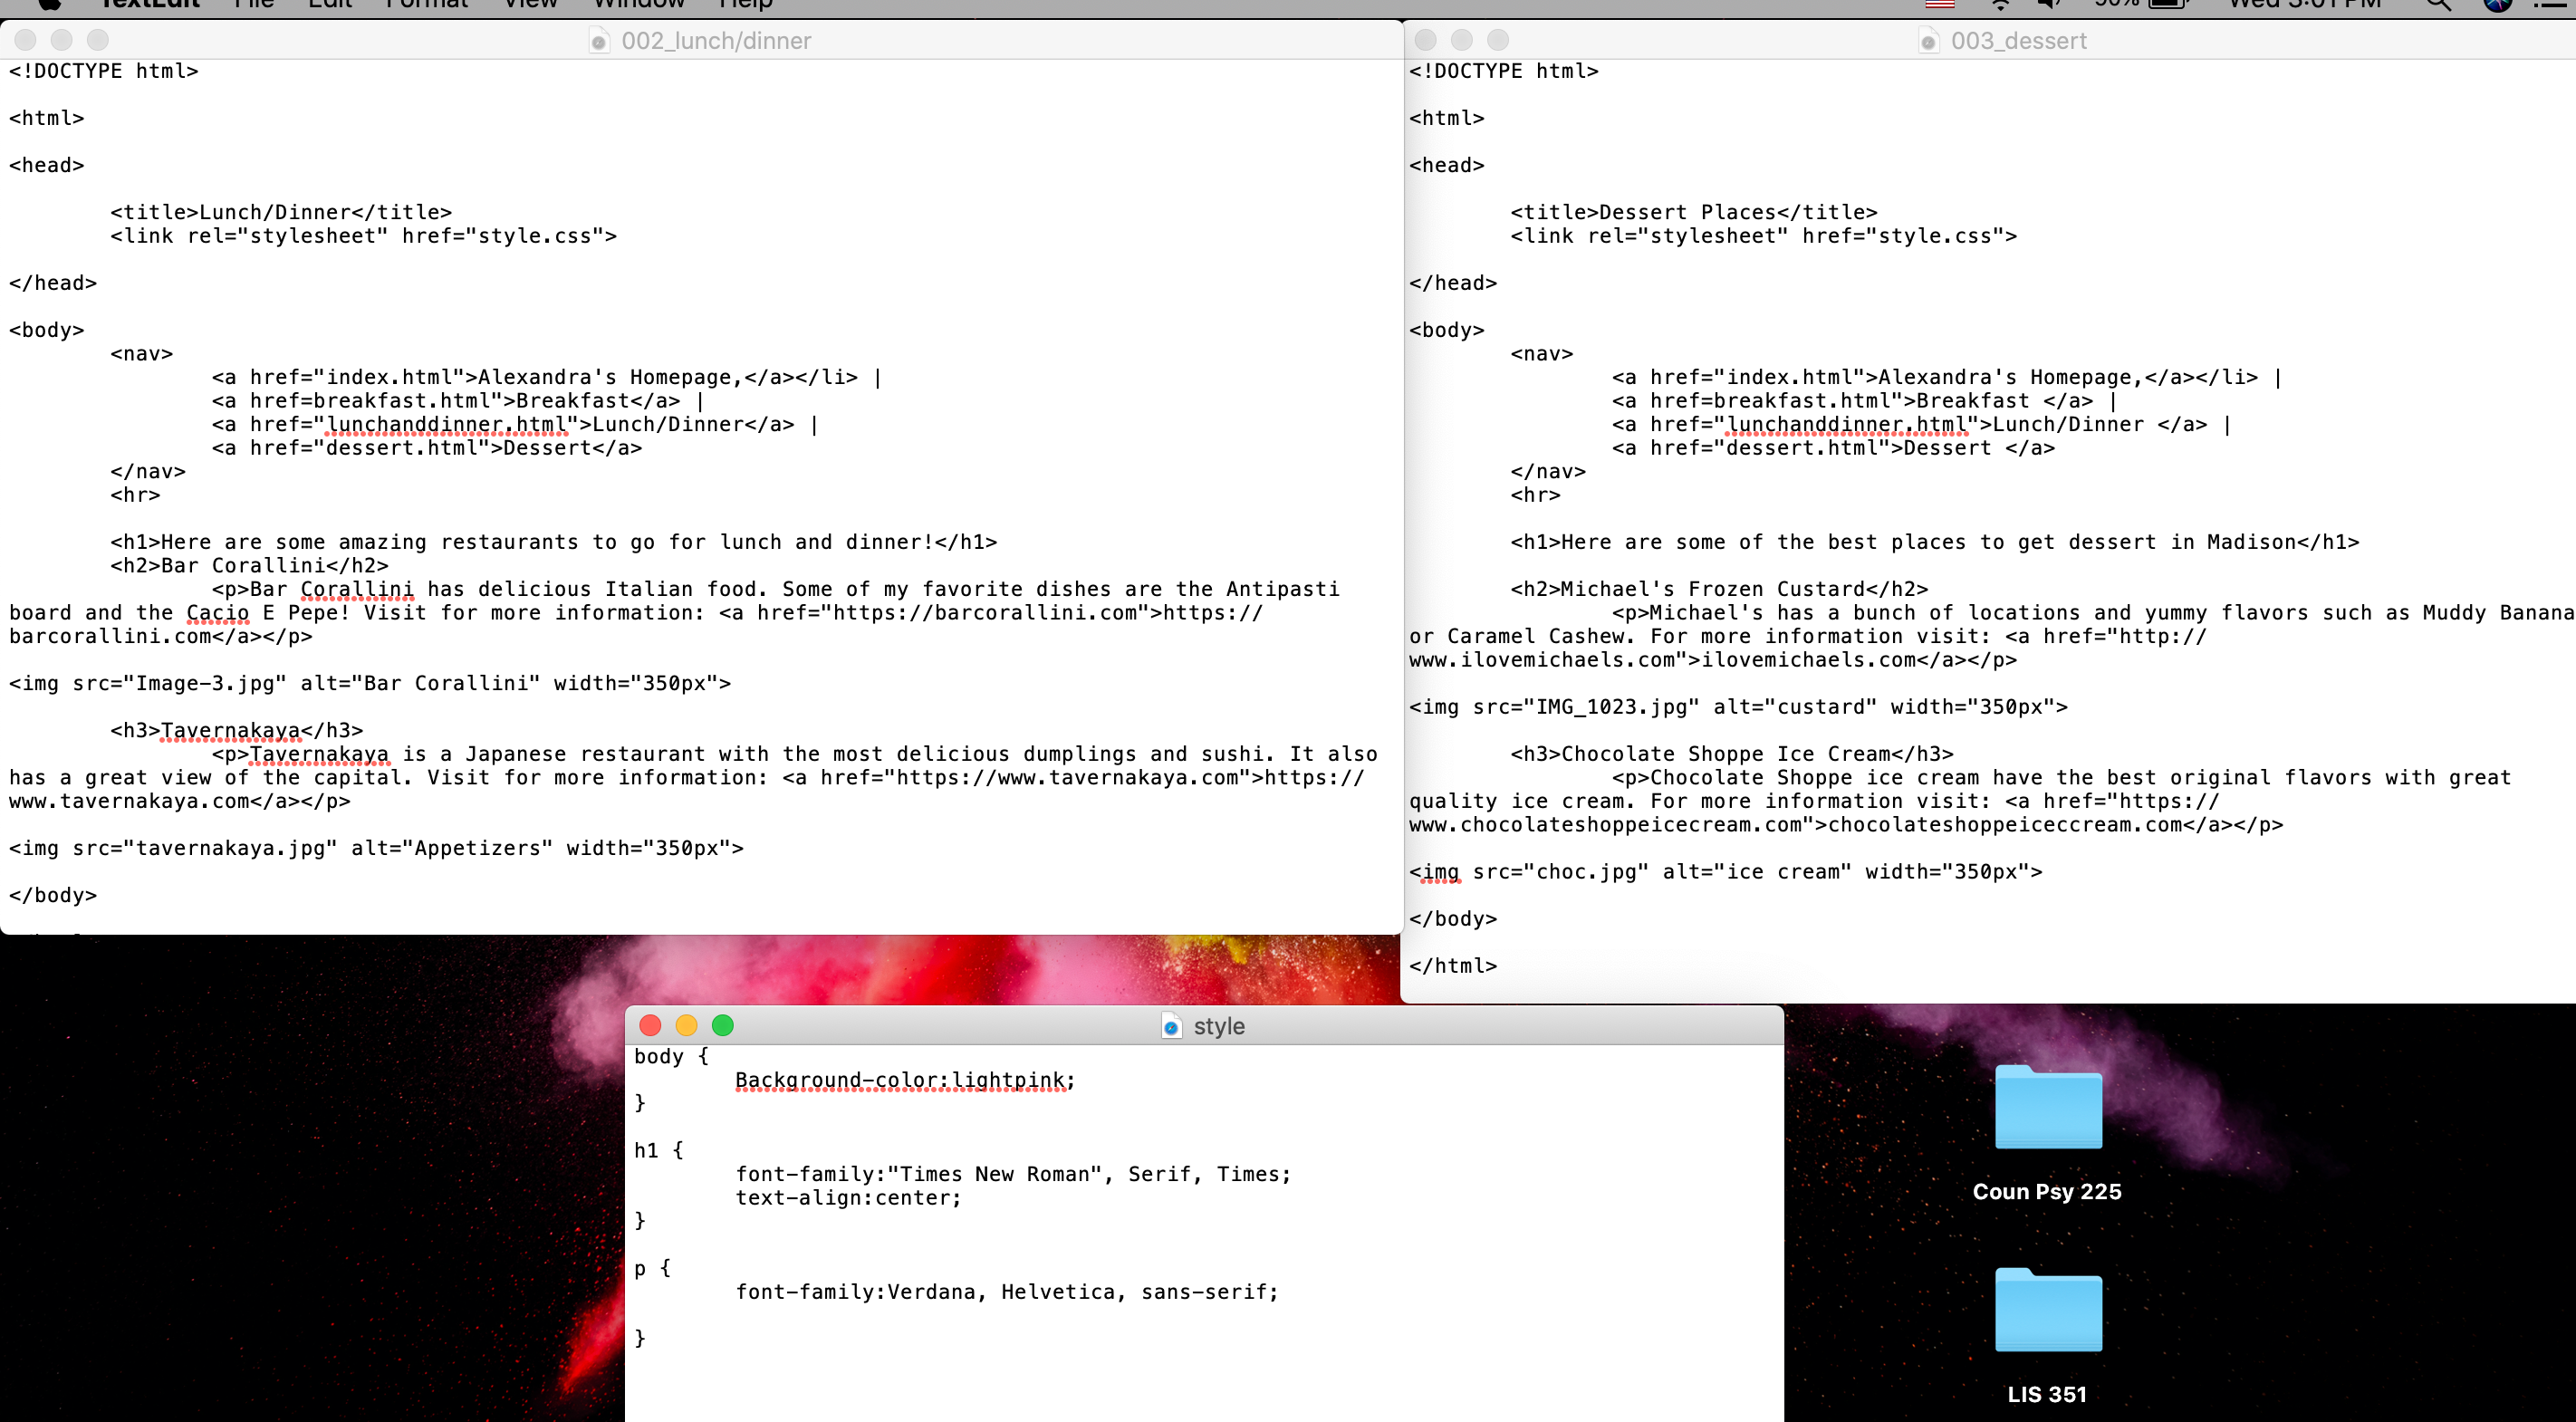 TextEdit File Edit Format View Window Help
90% Wed 3:01 PM
002_lunch/dinner
<!DOCTYPE html>
<html>
<head>
<title>Lunch/Dinner</title>
<link rel="stylesheet" href="style.css">
</head>
<body>
<nav>
<a href="index.html">Alexandra's Homepage,</a></li> |
<a href=breakfast.html">Breakfast</a> |
<a href="lunchanddinner.html">Lunch/Dinner</a> |
<a href="dessert.html">Dessert</a>
</nav>
<hr>
<h1>Here are some amazing restaurants to go for lunch and dinner!</h1>
<h2>Bar Corallini</h2>
<p>Bar Corallini has delicious Italian food. Some of my favorite dishes are the Antipasti
board and the Cacio E Pepe! Visit for more information: <a href="https://barcorallini.com">https://
barcorallini.com</a></p>
<img src="Image-3.jpg" alt="Bar Corallini" width="350px">
<h3>Tavernakaya</h3>
<p>Tavernakaya is a Japanese restaurant with the most delicious dumplings and sushi. It also
has a great view of the capital. Visit for more information: <a href="https://www.tavernakaya.com">https://
www.tavernakaya.com</a></p>
<img src="tavernakaya.jpg" alt="Appetizers" width="350px">
</body>
003_dessert
<!DOCTYPE html>
<html>
<head>
<title>Dessert Places</title>
<link rel="stylesheet" href="style.css">
</head>
<body>
<nav>
<a href="index.html">Alexandra's Homepage,</a></li> |
<a href=breakfast.html">Breakfast </a> |
<a href="lunchanddinner.html">Lunch/Dinner </a> |
<a href="dessert.html">Dessert </a>
</nav>
<hr>
<h1>Here are some of the best places to get dessert in Madison</h1>
<h2>Michael's Frozen Custard</h2>
<p>Michael's has a bunch of locations and yummy flavors such as Muddy Banana
or Caramel Cashew. For more information visit: <a href="http://
www.ilovemichaels.com">ilovemichaels.com</a></p>
<img src="IMG_1023.jpg" alt="custard" width="350px">
<h3>Chocolate Shoppe Ice Cream</h3>
<p>Chocolate Shoppe ice cream have the best original flavors with great
quality ice cream. For more information visit: <a href="https://
www.chocolateshoppeicecream.com">chocolateshoppeiceccream.com</a></p>
<img src="choc.jpg" alt="ice cream" width="350px">
</body>
</html>
style
body {
Background-color:lightpink;
}
h1 {
font-family:"Times New Roman", Serif, Times;
text-align:center;
}
p {
font-family:Verdana, Helvetica, sans-serif;
}
Coun Psy 225
LIS 351